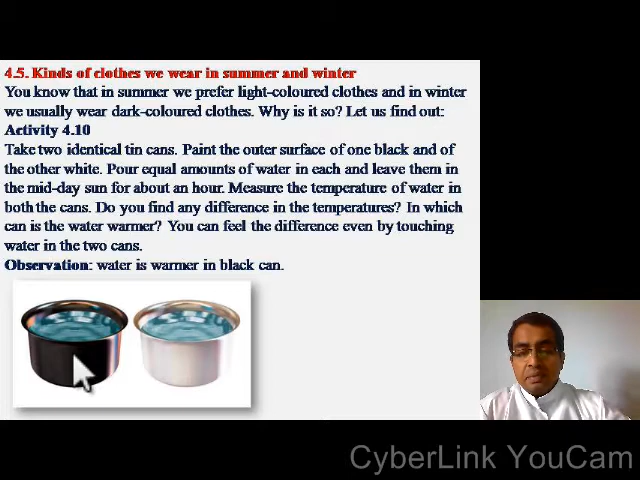 4.5. Kinds of clothes we wear in summer and winter
You know that in summer we prefer light-coloured clothes and in winter
we usually wear dark-coloured clothes. Why is it so? Let us find out:
Activity 4.10
Take two identical tin cans. Paint the outer surface of one black and of
the other white. Pour equal amounts of water in each and leave them in
the mid-day sun for about an hour. Measure the temperature of water in
both the cans. Do you find any difference in the temperatures? In which
can is the water warmer? You can feel the difference even by touching
water in the two cans.
Observation: water is warmer in black can.
CyberLink YouCam